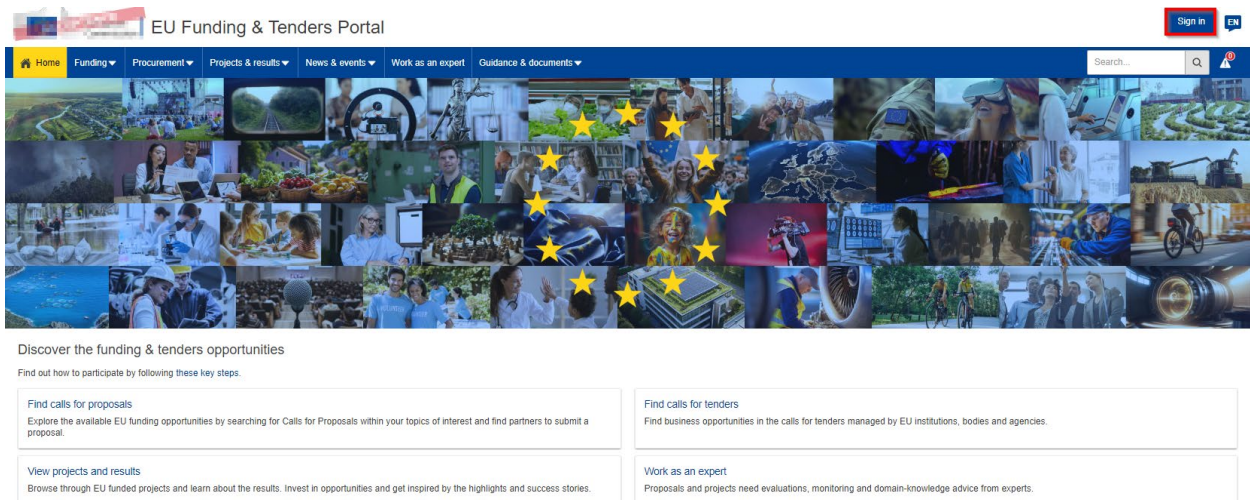 EU Funding & Tenders Portal
Sign in
EN
Home Funding Procurement Projects & results News & events Work as an expert Guidance & documents Search... 0
Discover the funding & tenders opportunities
Find out how to participate by following these key steps.
Find calls for proposals
Explore the available EU funding opportunities by searching for Calls for Proposals within your topics of interest and find partners to submit a
proposal.
Find calls for tenders
Find business opportunities in the calls for tenders managed by EU institutions, bodies and agencies.
View projects and results
Browse through EU funded projects and learn about the results. Invest in opportunities and get inspired by the highlights and success stories.
Work as an expert
Proposals and projects need evaluations, monitoring and domain-knowledge advice from experts.